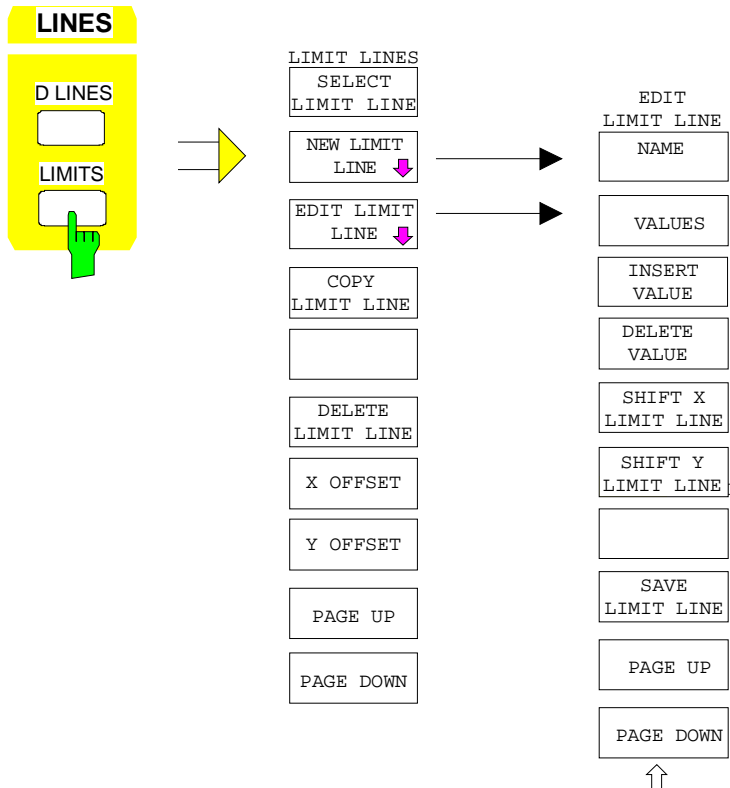 LINES
D LINES
LIMITS
LIMIT LINES
SELECT
LIMIT LINE
NEW LIMIT
LINE
EDIT LIMIT
LINE
COPY
LIMIT LINE
DELETE
LIMIT LINE
X OFFSET
Y OFFSET
PAGE UP
PAGE DOWN
EDIT
LIMIT LINE
NAME
VALUES
INSERT
VALUE
DELETE
VALUE
SHIFT X
LIMIT LINE
SHIFT Y
LIMIT LINE
SAVE
LIMIT LINE
PAGE UP
PAGE DOWN